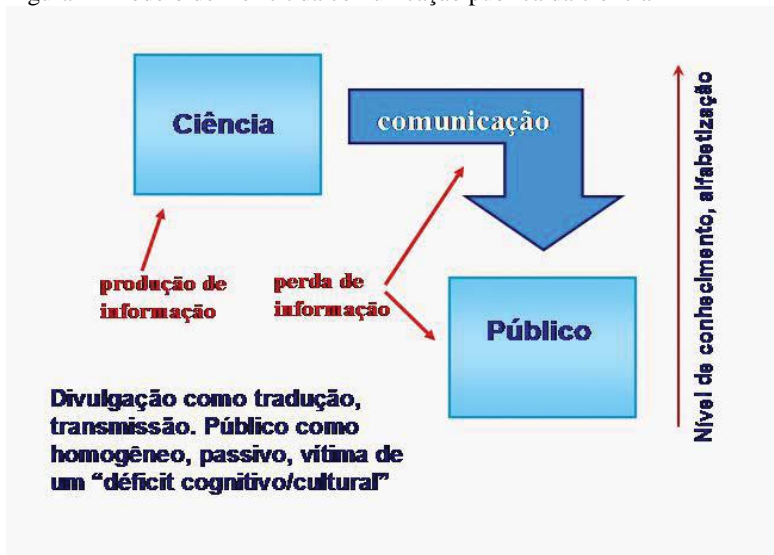 Ciência
comunicação
produção de
informação
perda de
informação
Público
Nível de conhecimento, alfabetização
Divulgação como tradução,
transmissão. Público como
homogêneo, passivo, vítima de
um “déficit cognitivo/cultural”